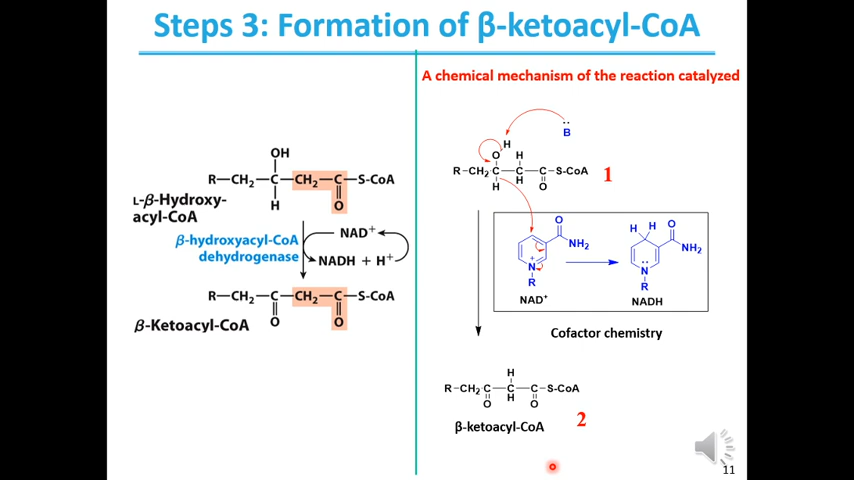 Steps 3: Formation of β-ketoacyl-CoA
OH
R–CH₂–C–CH₂–C–S-CoA
H
O
L-β-Hydroxy-
acyl-CoA
β-hydroxyacyl-CoA
dehydrogenase
NAD⁺
NADH + H⁺
R–CH₂–C–CH₂–C–S-CoA
O
O
β-Ketoacyl-CoA
A chemical mechanism of the reaction catalyzed
B
H
O
H
R-CH₂C–C–C–S-CoA
H
H
O
1
O
NH₂
N
+
R
NAD⁺
H
H
O
NH₂
N
R
NADH
Cofactor chemistry
H
R-CH₂C–C–C–S-CoA
O
H
O
β-ketoacyl-CoA
2
11